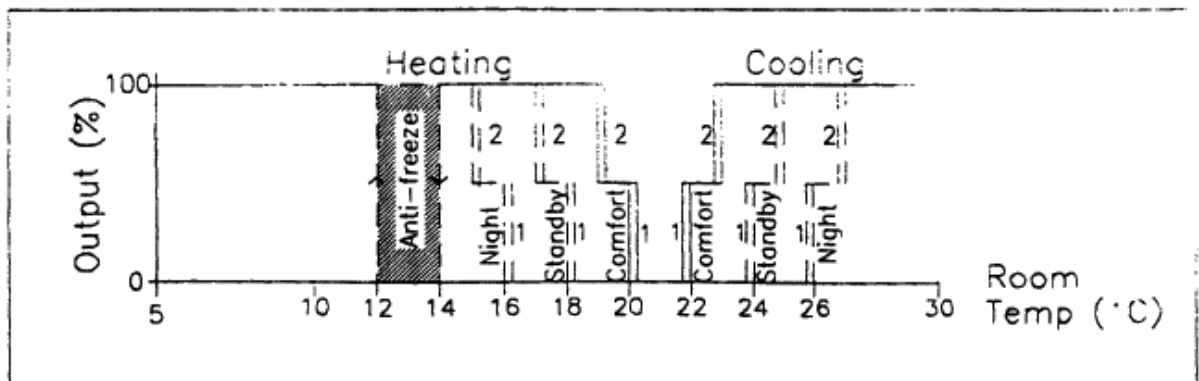 Heating Cooling
100
Output (%)
Anti-freeze
2 2 2 2 2 2
Night Standby Comfort Comfort Standby Night
1 1 1 1 1 1
0
5 10 12 14 16 18 20 22 24 26 30
Room
Temp (°C)